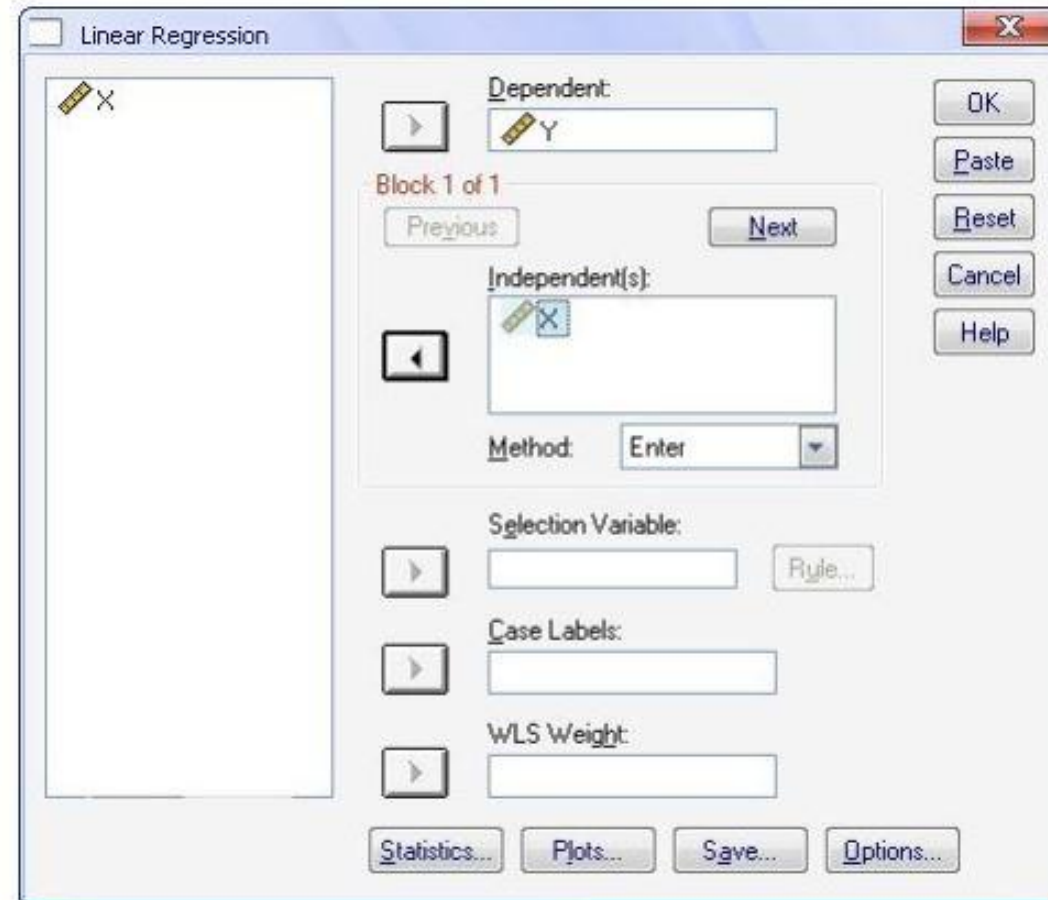 Linear Regression
X
Dependent:
Y
OK
Paste
Reset
Cancel
Help
Block 1 of 1
Previous
Next
Independent(s):
X
Method:
Enter
Selection Variable:
Rule...
Case Labels:
WLS Weight:
Statistics...
Plots...
Save...
Options...